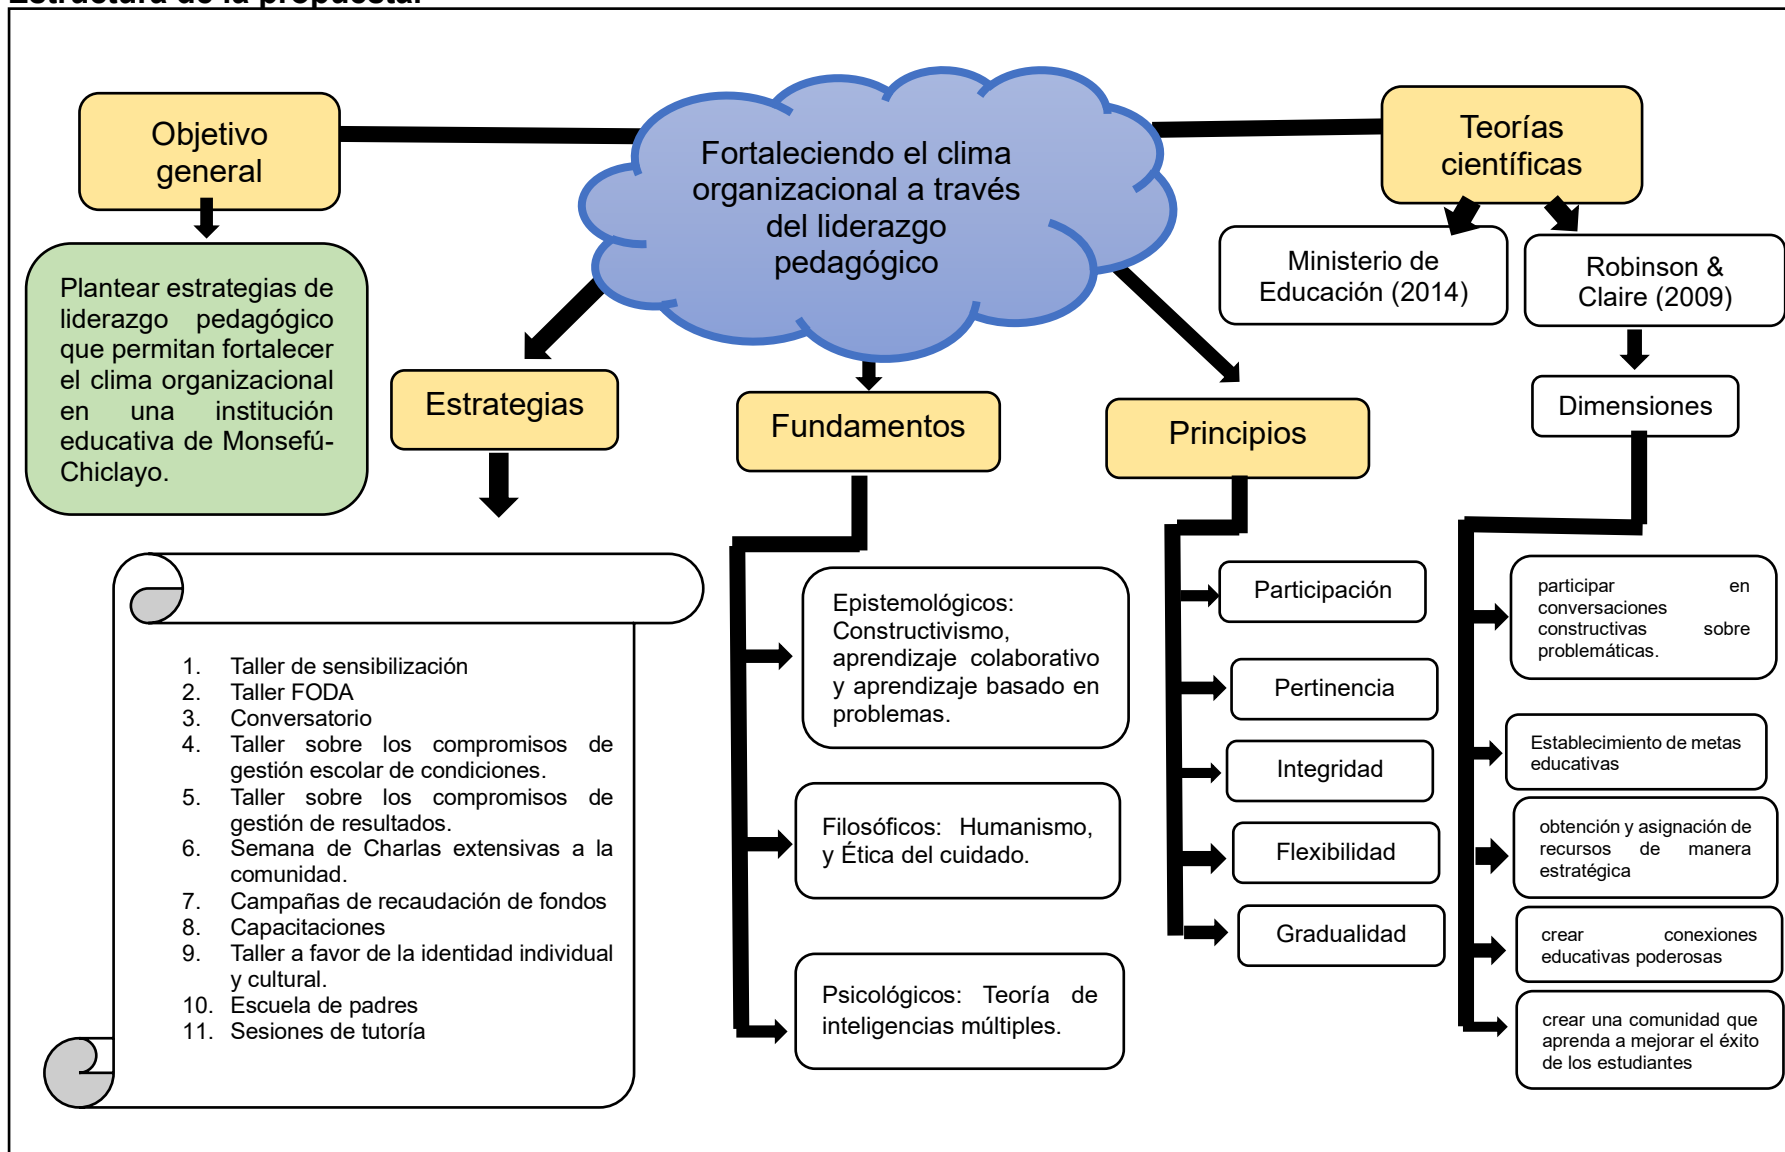 Estructura de la propuesta.
Objetivo
general
Plantear estrategias de
liderazgo pedagógico
que permitan fortalecer
el clima organizacional
en una institución
educativa de Monsefú-
Chiclayo.
Fortaleciendo el clima
organizacional a través
del liderazgo
pedagógico
Teorías
científicas
Ministerio de
Educación (2014)
Robinson &
Claire (2009)
Dimensiones
participar en
conversaciones
constructivas sobre
problemáticas.
Establecimiento de metas
educativas
obtención y asignación de
recursos de manera
estratégica
crear conexiones
educativas poderosas
crear una comunidad que
aprenda a mejorar el éxito
de los estudiantes
Estrategias
1. Taller de sensibilización
2. Taller FODA
3. Conversatorio
4. Taller sobre los compromisos de
gestión escolar de condiciones.
5. Taller sobre los compromisos de
gestión de resultados.
6. Semana de Charlas extensivas a la
comunidad.
7. Campañas de recaudación de fondos
8. Capacitaciones
9. Taller a favor de la identidad individual
y cultural.
10. Escuela de padres
11. Sesiones de tutoría
Fundamentos
Epistemológicos:
Constructivismo,
aprendizaje colaborativo
y aprendizaje basado en
problemas.
Filosóficos: Humanismo,
y Ética del cuidado.
Psicológicos: Teoría de
inteligencias múltiples.
Principios
Participación
Pertinencia
Integridad
Flexibilidad
Gradualidad